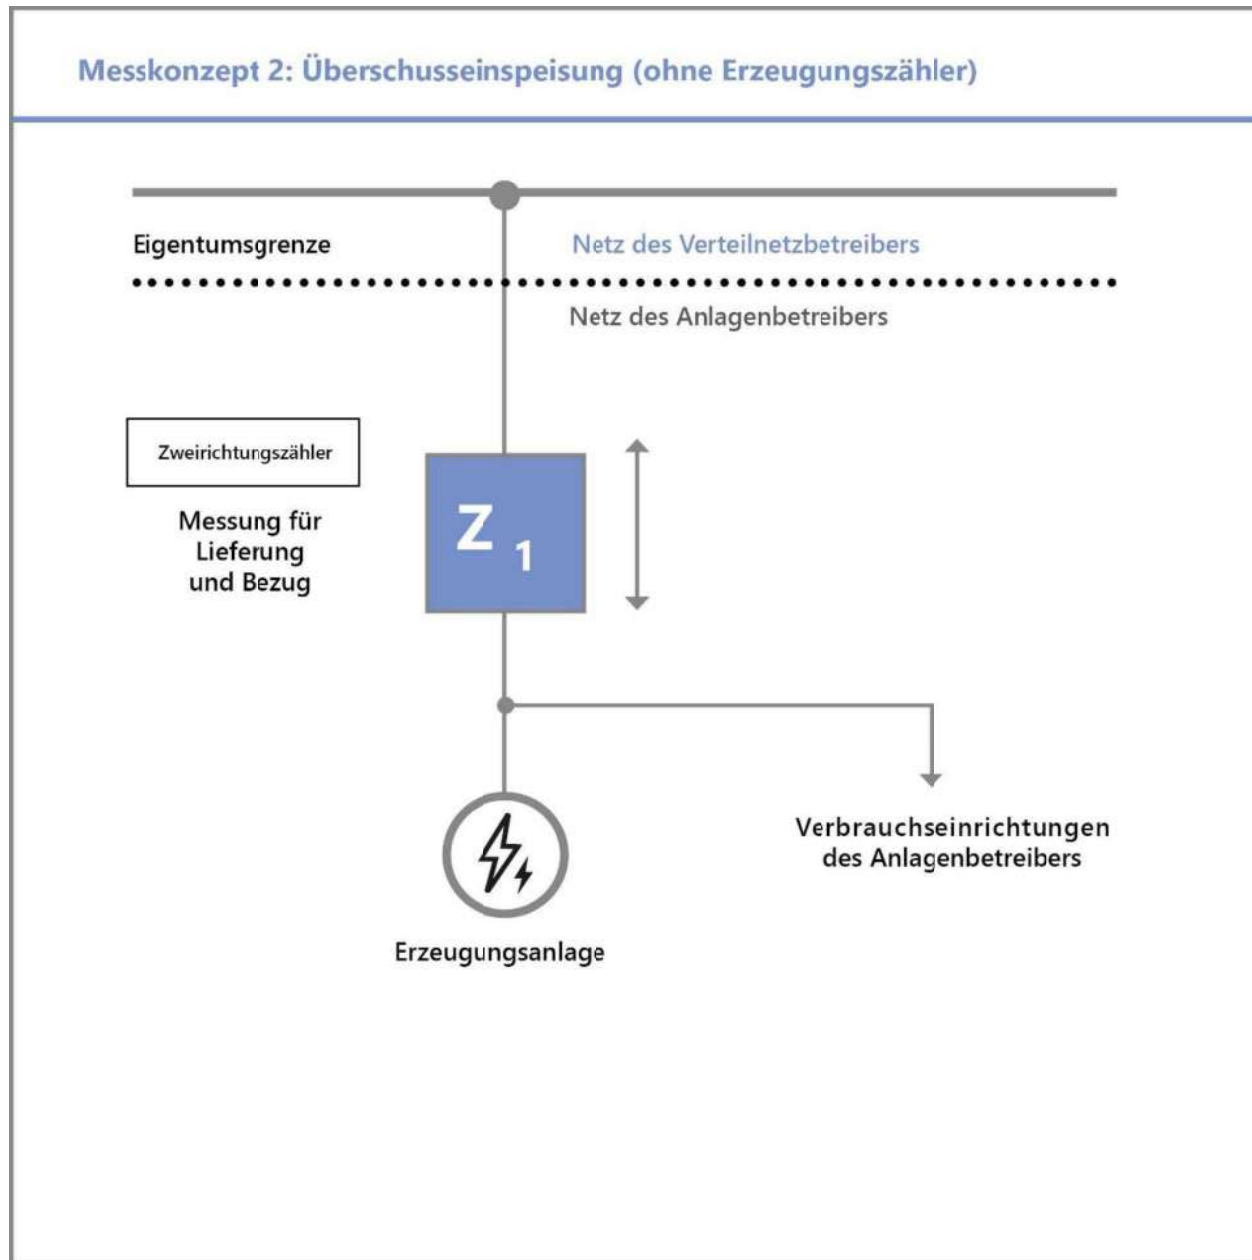 Messkonzept 2: Überschusseinspeisung (ohne Erzeugungszähler)
Eigentumsgrenze
Netz des Verteilnetzbetreibers
Netz des Anlagenbetreibers
Zweirichtungszähler
Messung für
Lieferung
und Bezug
Z 1
Verbrauchseinrichtungen
des Anlagenbetreibers
Erzeugungsanlage